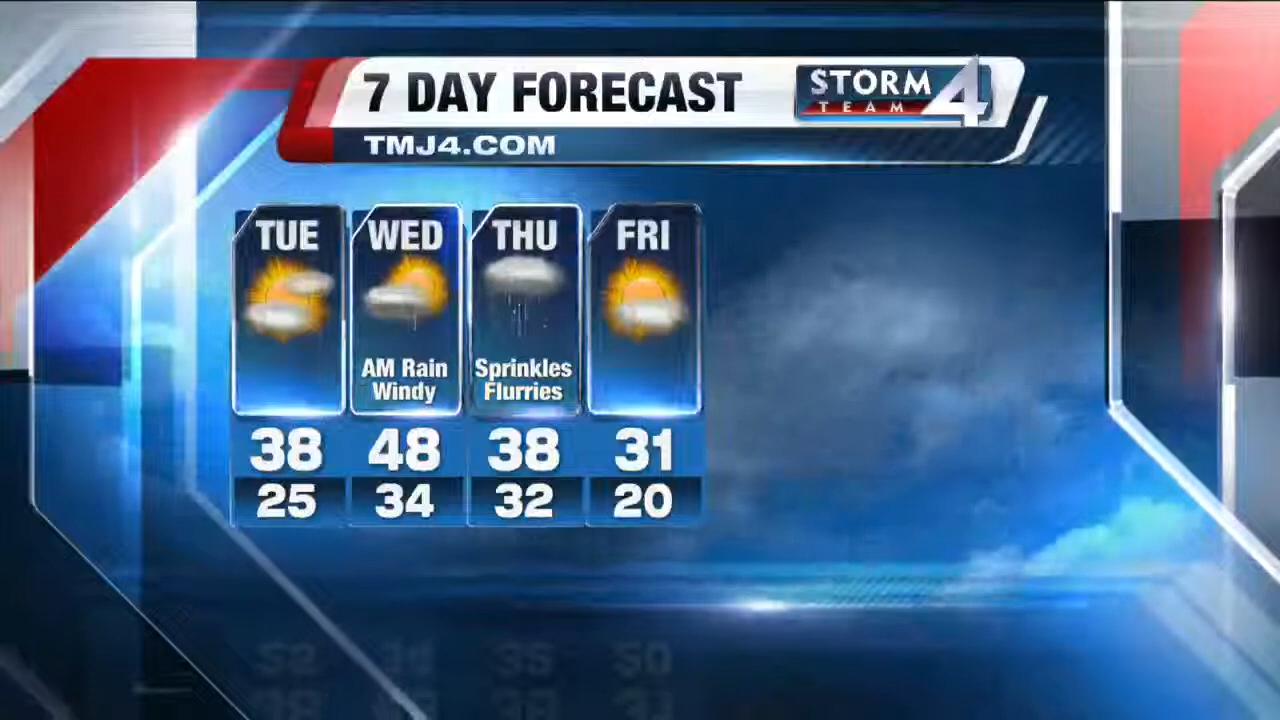 7 DAY FORECAST
STORM 4
TEAM
TMJ4.COM
TUE WED THU FRI
AM Rain Sprinkles
Windy Flurries
38 48 38 31
25 34 32 20